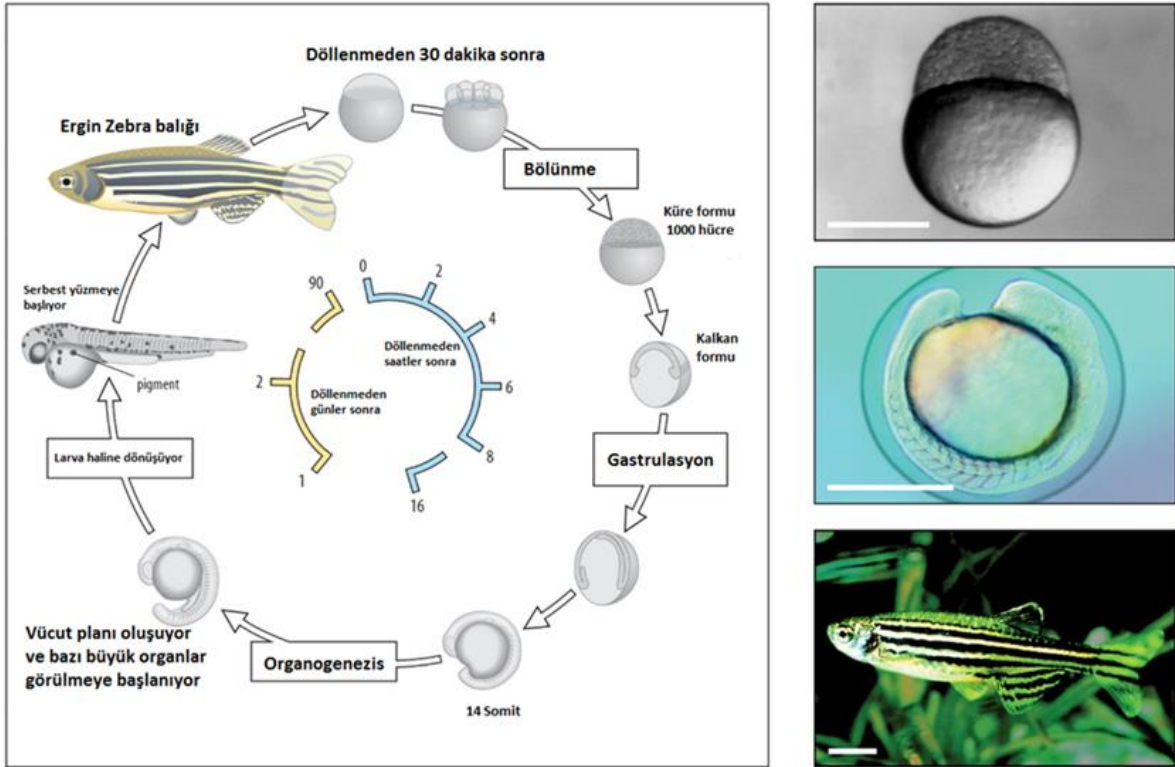 Döllenmeden 30 dakika sonra
Ergin Zebra balığı
Bölünme
Küre formu
1000 hücre
Kalkan
formu
Gastrulasyon
14 Somit
Organogenezis
Vücut planı oluşuyor
ve bazı büyük organlar
görülmeye başlanıyor
Larva haline dönüşüyor
Serbest yüzmeye
başlıyor
pigment
0
2
4
6
8
16
Döllenmeden
saatler sonra
1
2
90
Döllenmeden
günler sonra